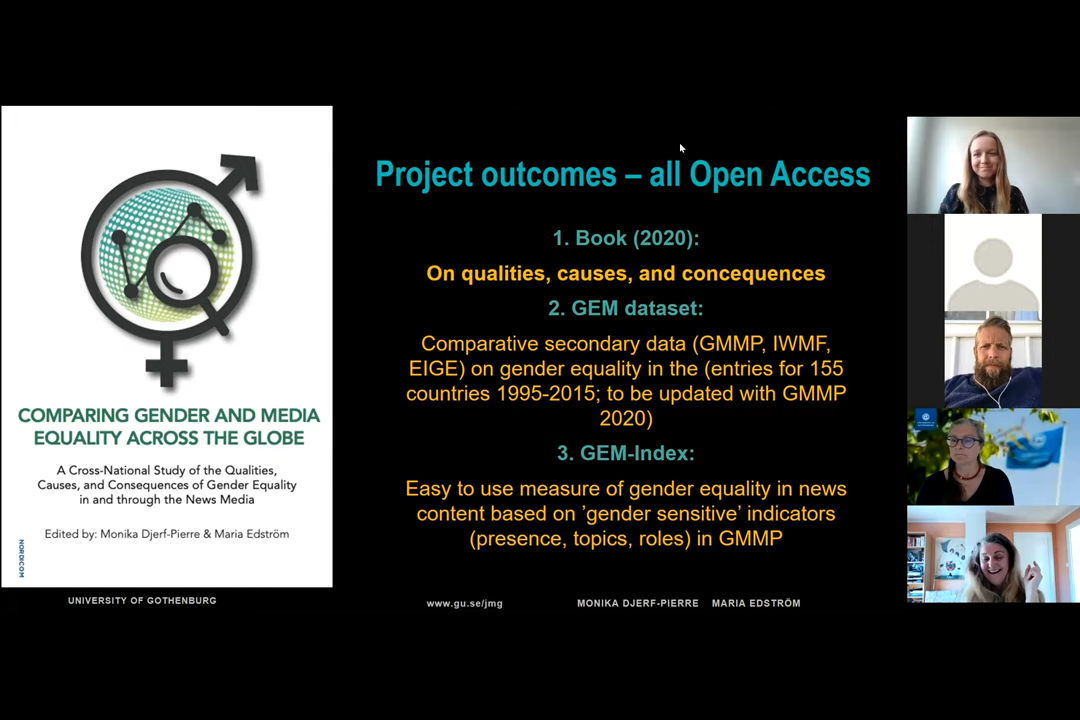 COMPARING GENDER AND MEDIA
EQUALITY ACROSS THE GLOBE
A Cross-National Study of the Qualities,
Causes, and Consequences of Gender Equality
in and through the News Media
Edited by: Monika Djerf-Pierre & Maria Edström
NORDICOM
UNIVERSITY OF GOTHENBURG
Project outcomes – all Open Access
1. Book (2020):
On qualities, causes, and concequences
2. GEM dataset:
Comparative secondary data (GMMP, IWMF,
EIGE) on gender equality in the (entries for 155
countries 1995-2015; to be updated with GMMP
2020)
3. GEM-Index:
Easy to use measure of gender equality in news
content based on ’gender sensitive’ indicators
(presence, topics, roles) in GMMP
www.gu.se/jmg
MONIKA DJERF-PIERRE MARIA EDSTRÖM